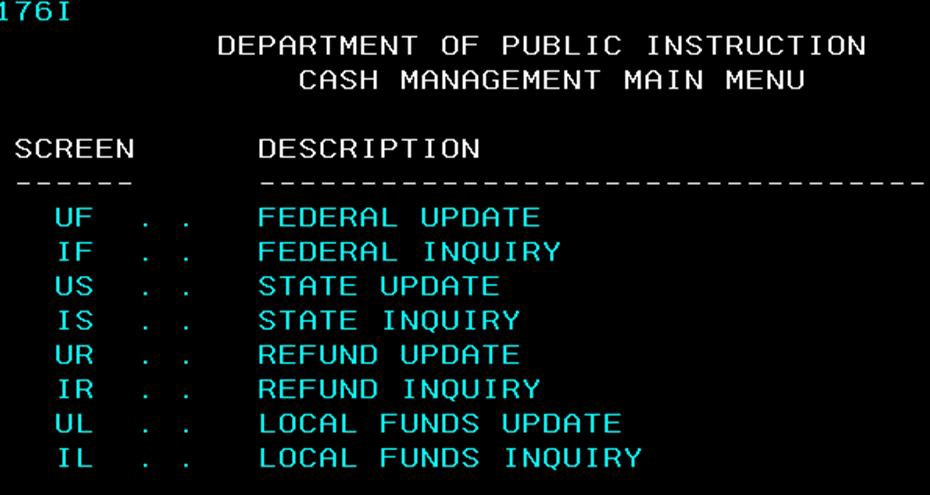 176I
DEPARTMENT OF PUBLIC INSTRUCTION
CASH MANAGEMENT MAIN MENU
SCREEN DESCRIPTION
------ ---------------------------------
UF . . FEDERAL UPDATE
IF . . FEDERAL INQUIRY
US . . STATE UPDATE
IS . . STATE INQUIRY
UR . . REFUND UPDATE
IR . . REFUND INQUIRY
UL . . LOCAL FUNDS UPDATE
IL . . LOCAL FUNDS INQUIRY